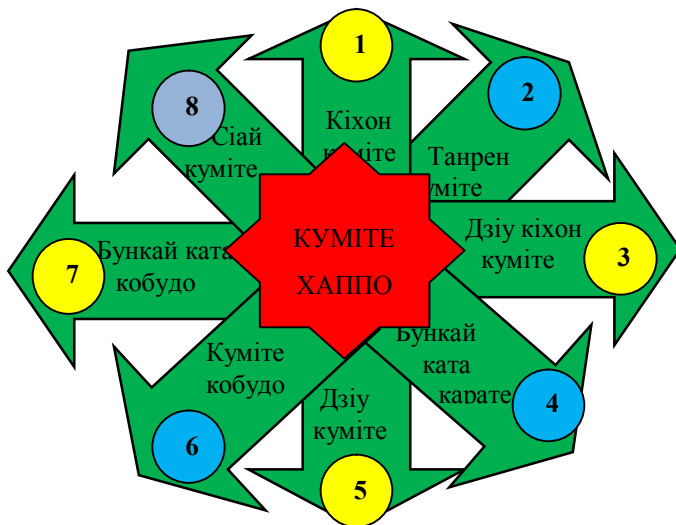 1
Кіхон
куміте
2
Танрен
уміте
3
Дзіу кіхон
куміте
4
Бункай
ката
карате
5
Дзіу
куміте
6
Куміте
кобудо
7
Бункай ката
кобудо
8
Сіай
куміте
КУМІТЕ
ХАППО